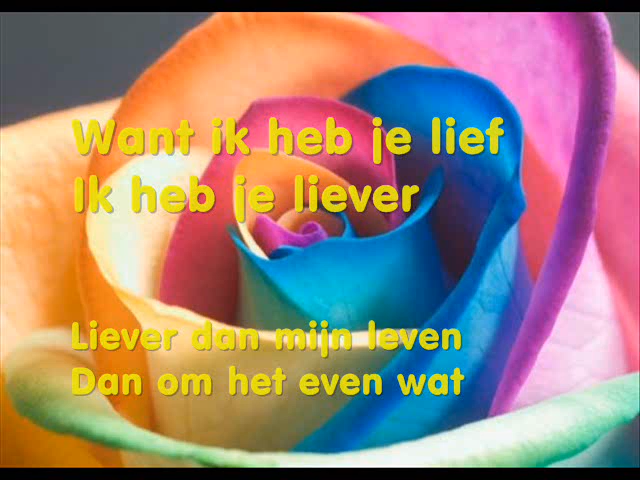 Want ik heb je lief
Ik heb je liever
Liever dan mijn leven
Dan om het even wat